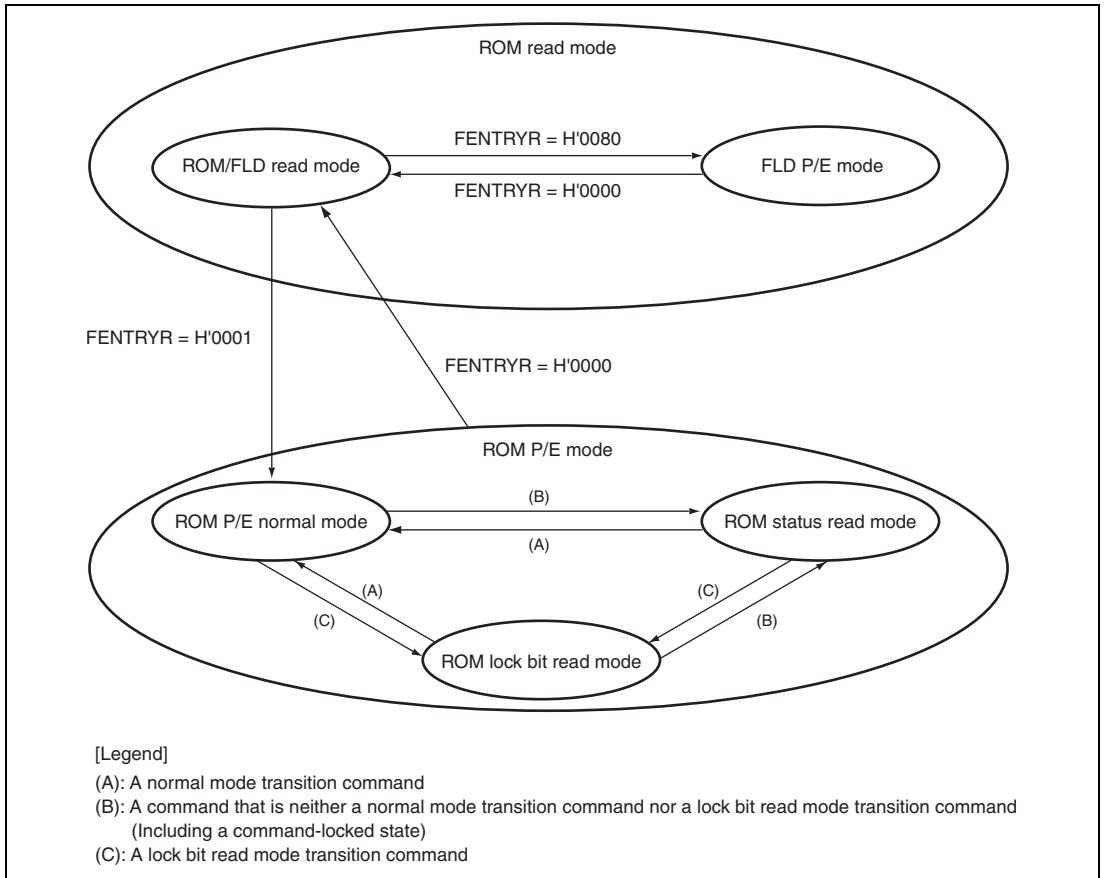 ROM read mode
FENTRYR = H'0080
ROM/FLD read mode
FLD P/E mode
FENTRYR = H'0000
FENTRYR = H'0001
FENTRYR = H'0000
ROM P/E mode
(B)
ROM P/E normal mode
ROM status read mode
(A)
(A)
(C)
(C)
(B)
ROM lock bit read mode
[Legend]
(A): A normal mode transition command
(B): A command that is neither a normal mode transition command nor a lock bit read mode transition command
(Including a command-locked state)
(C): A lock bit read mode transition command